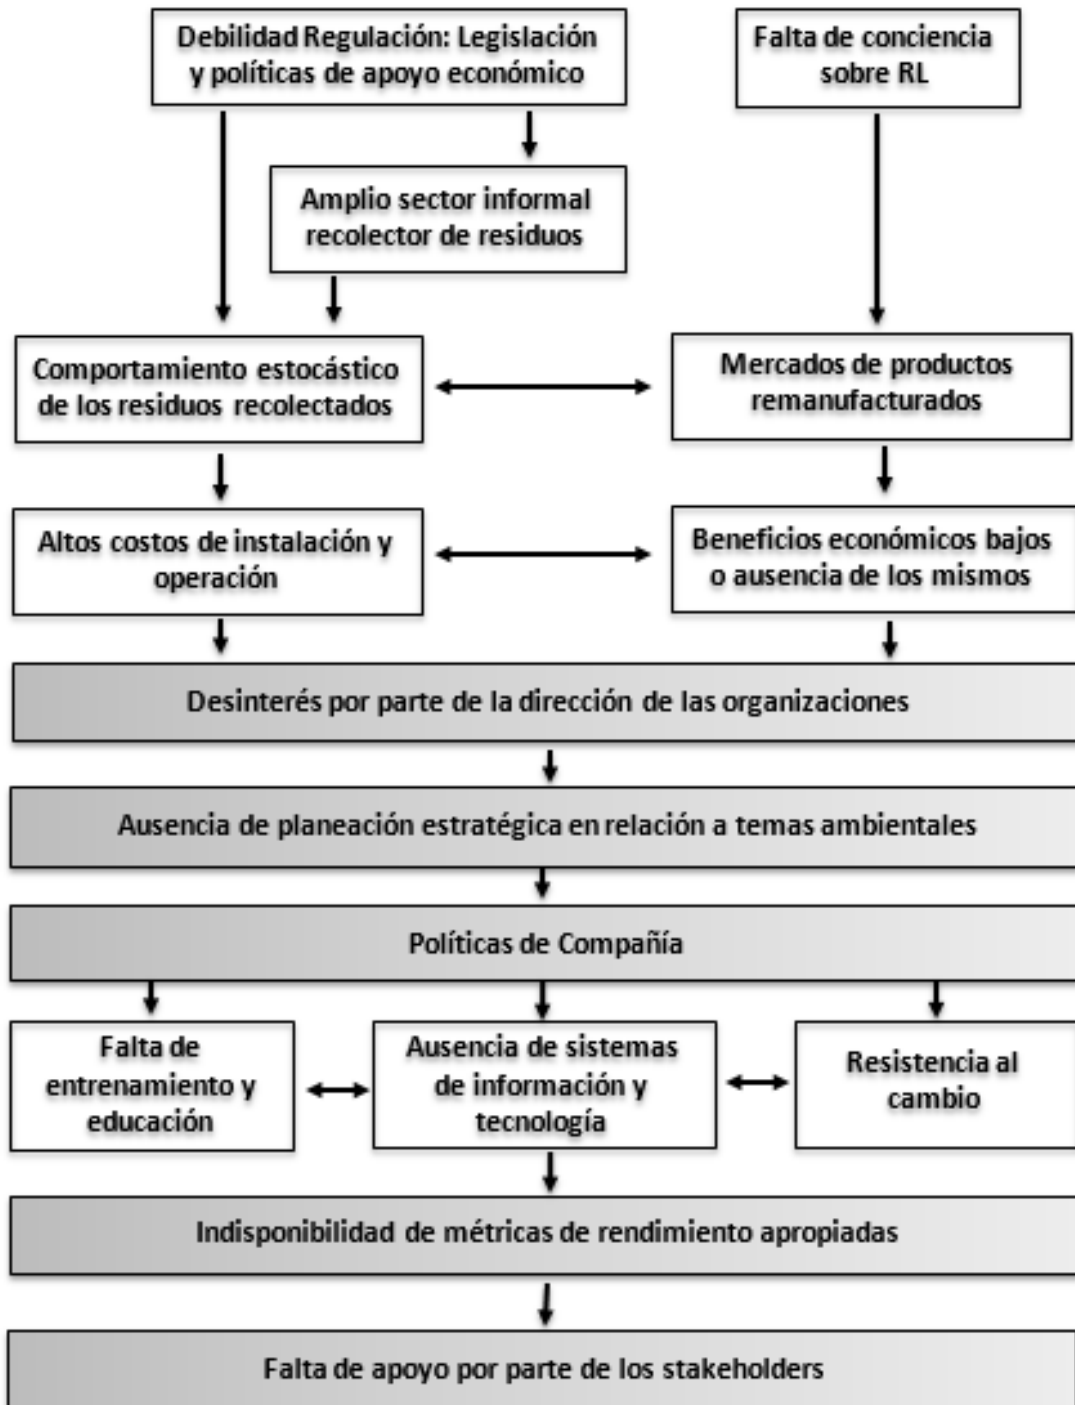 Debilidad Regulación: Legislación
y políticas de apoyo económico
Falta de conciencia
sobre RL
Amplio sector informal
recolector de residuos
Comportamiento estocástico
de los residuos recolectados
Mercados de productos
remanufacturados
Altos costos de instalación y
operación
Beneficios económicos bajos
o ausencia de los mismos
Desinterés por parte de la dirección de las organizaciones
Ausencia de planeación estratégica en relación a temas ambientales
Políticas de Compañía
Falta de
entrenamiento y
educación
Ausencia de sistemas
de información y
tecnología
Resistencia al
cambio
Indisponibilidad de métricas de rendimiento apropiadas
Falta de apoyo por parte de los stakeholders